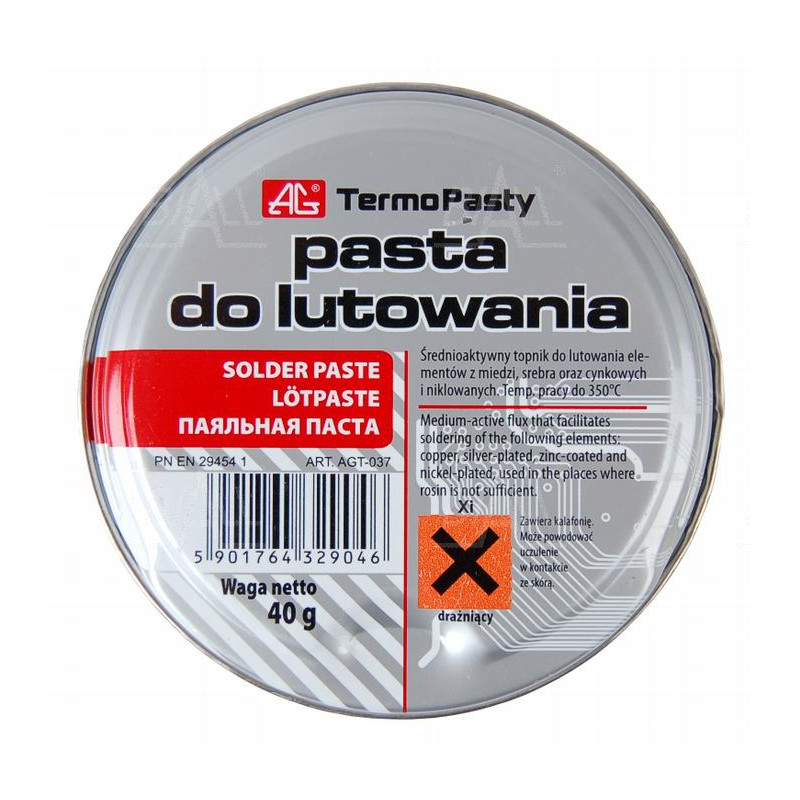 AG® TermoPasty
pasta
do lutowania
SOLDER PASTE
LÖTPASTE
ПАЯЛЬНАЯ ПАСТА
PN EN 29454 1 ART. AGT-037
5 901764 329046
Waga netto
40 g
Średnioaktywny topnik do lutowania ele-
mentów z miedzi, srebra oraz cynkowych
i niklowanych. Temp. pracy do 350°C
Medium-active flux that facilitates
soldering of the following elements:
copper, silver-plated, zinc-coated and
nickel-plated, used in the places where
rosin is not sufficient.
Xi
drażniący
Zawiera kalafonię.
Może powodować
uczulenie
w kontakcie
ze skórą.